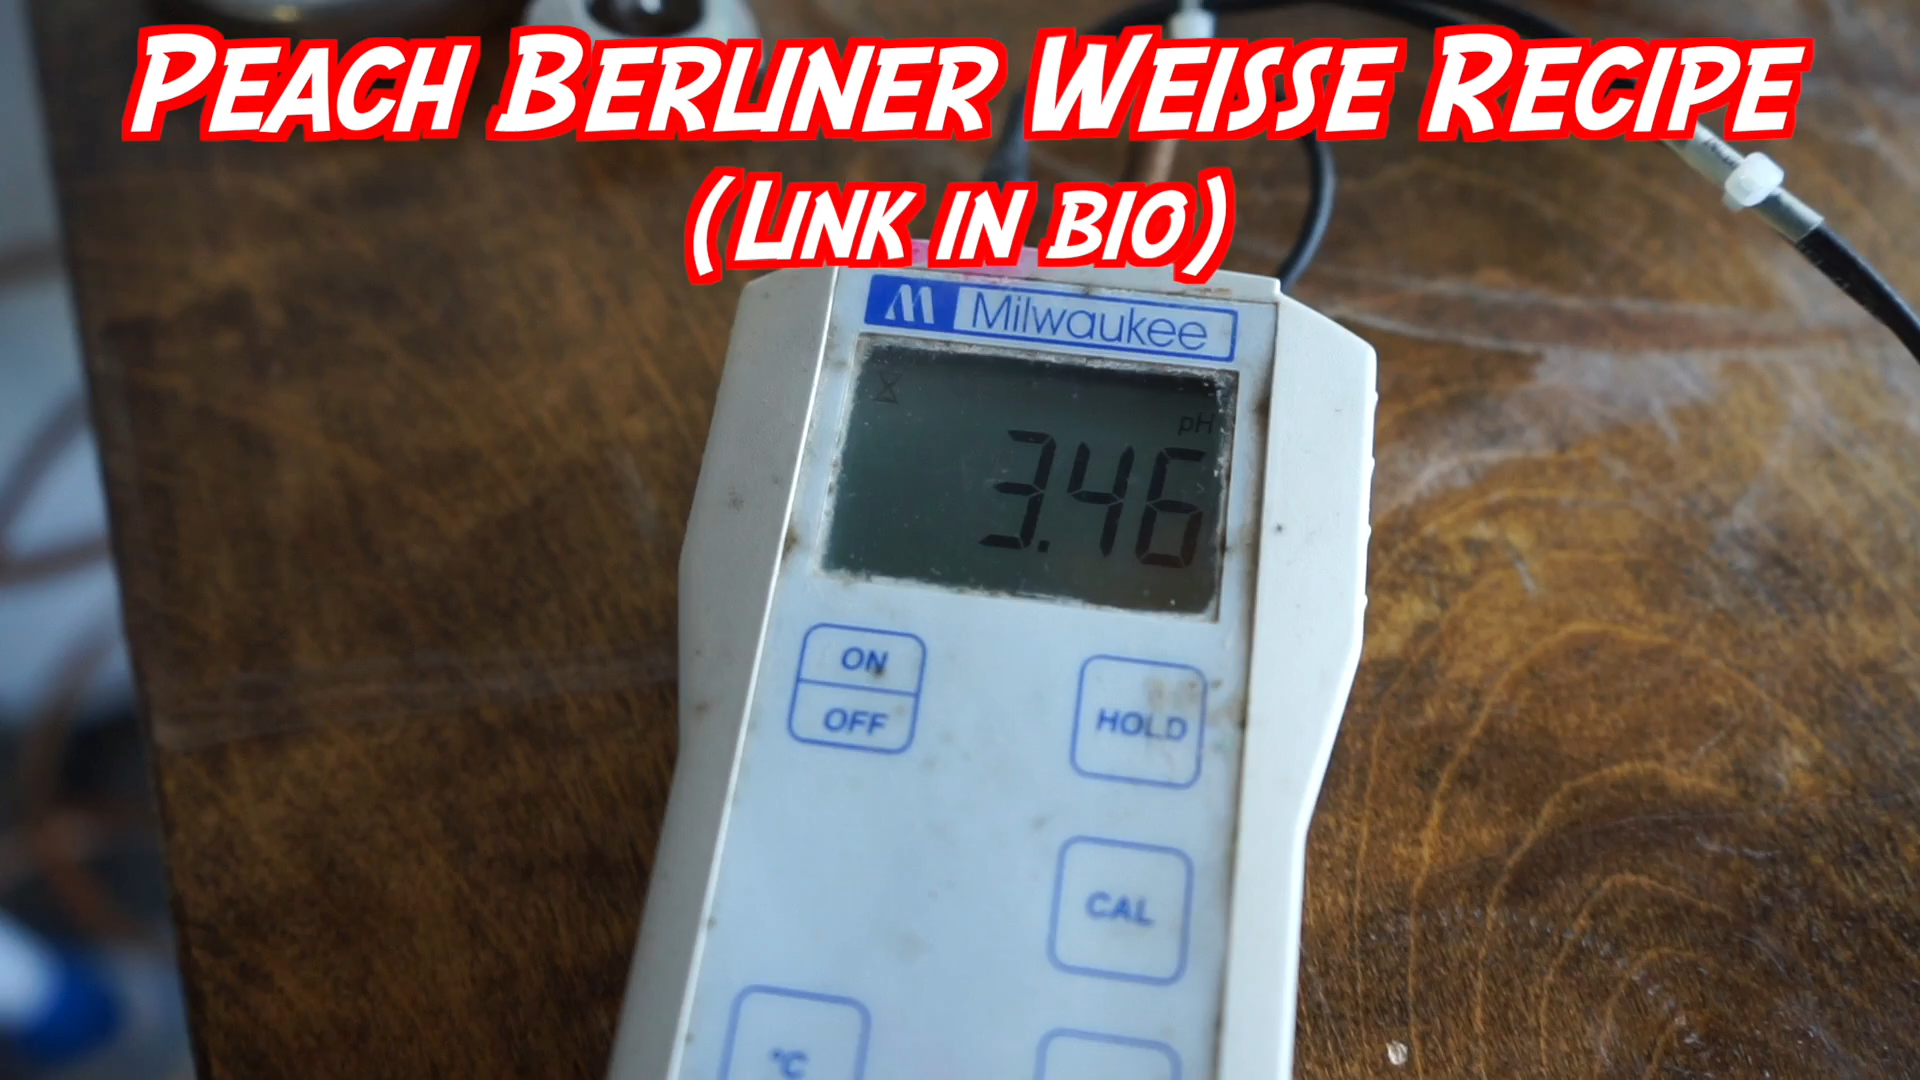 PEACH BERLINER WEISSE RECIPE
(LINK IN BIO)
Milwaukee
pH
3.46
ON
OFF
HOLD
CAL
°C